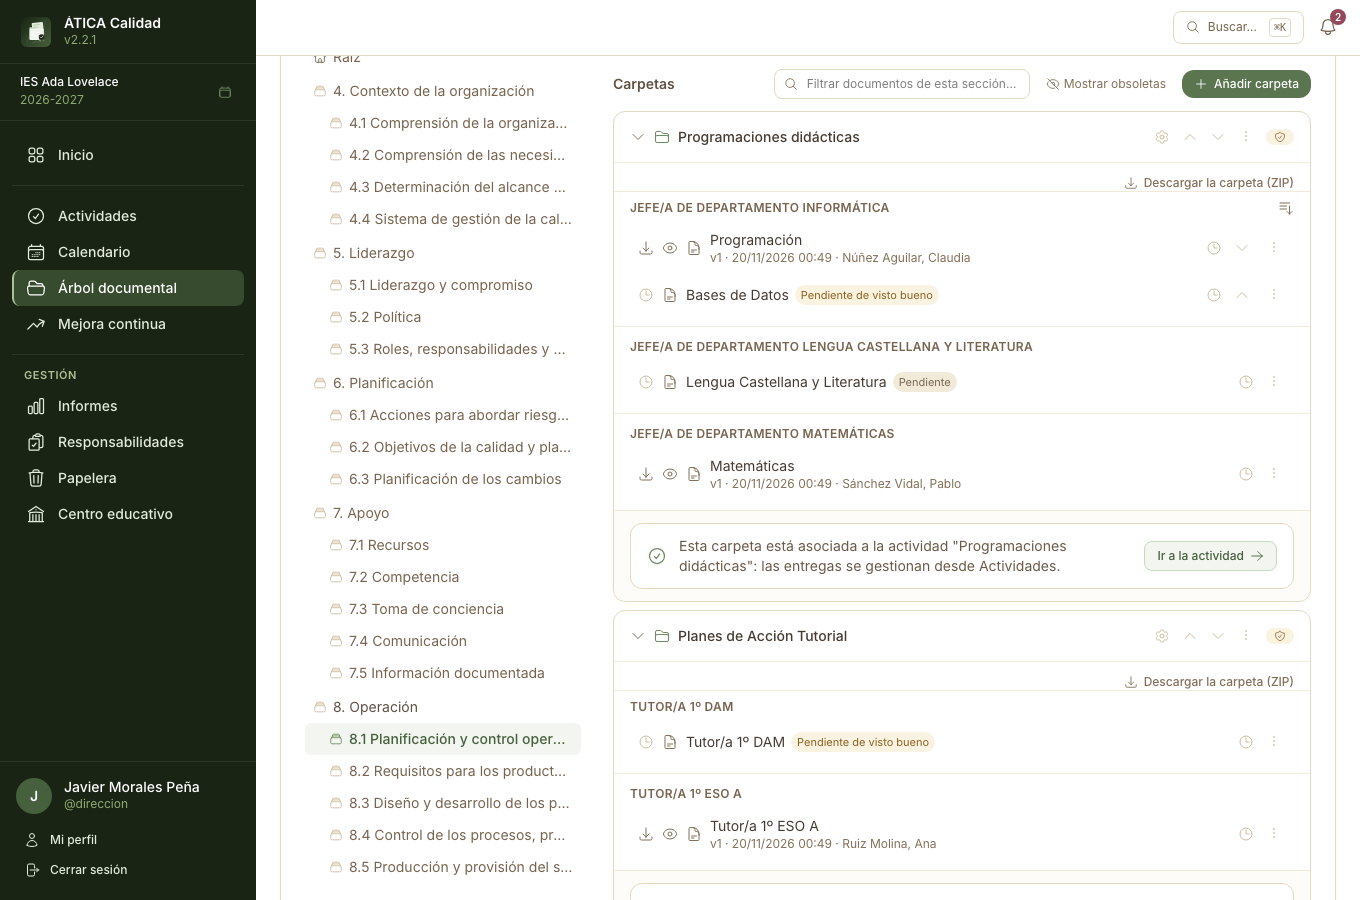 ÁTICA Calidad
v2.2.1
IES Ada Lovelace
2026-2027
Inicio
Actividades
Calendario
Árbol documental
Mejora continua
GESTIÓN
Informes
Responsabilidades
Papelera
Centro educativo
J
Javier Morales Peña
@direccion
Mi perfil
Cerrar sesión
Buscar...
⌘K
2
Raíz
4. Contexto de la organización
4.1 Comprensión de la organiza...
4.2 Comprensión de las necesi...
4.3 Determinación del alcance ...
4.4 Sistema de gestión de la cal...
5. Liderazgo
5.1 Liderazgo y compromiso
5.2 Política
5.3 Roles, responsabilidades y ...
6. Planificación
6.1 Acciones para abordar riesg...
6.2 Objetivos de la calidad y pla...
6.3 Planificación de los cambios
7. Apoyo
7.1 Recursos
7.2 Competencia
7.3 Toma de conciencia
7.4 Comunicación
7.5 Información documentada
8. Operación
8.1 Planificación y control oper...
8.2 Requisitos para los product...
8.3 Diseño y desarrollo de los p...
8.4 Control de los procesos, pr...
8.5 Producción y provisión del s...
Carpetas
Filtrar documentos de esta sección...
Mostrar obsoletas
Añadir carpeta
Programaciones didácticas
Descargar la carpeta (ZIP)
JEFE/A DE DEPARTAMENTO INFORMÁTICA
Programación
v1 · 20/11/2026 00:49 · Núñez Aguilar, Claudia
Bases de Datos Pendiente de visto bueno
JEFE/A DE DEPARTAMENTO LENGUA CASTELLANA Y LITERATURA
Lengua Castellana y Literatura Pendiente
JEFE/A DE DEPARTAMENTO MATEMÁTICAS
Matemáticas
v1 · 20/11/2026 00:49 · Sánchez Vidal, Pablo
Esta carpeta está asociada a la actividad "Programaciones
didácticas": las entregas se gestionan desde Actividades.
Ir a la actividad
Planes de Acción Tutorial
Descargar la carpeta (ZIP)
TUTOR/A 1º DAM
Tutor/a 1º DAM Pendiente de visto bueno
TUTOR/A 1º ESO A
Tutor/a 1º ESO A
v1 · 20/11/2026 00:49 · Ruiz Molina, Ana